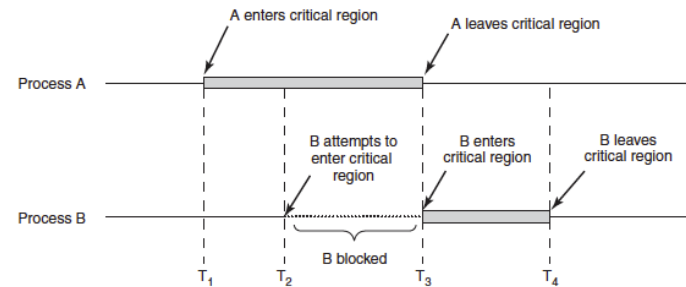 A enters critical region
A leaves critical region
Process A
B attempts to
enter critical
region
B enters
critical region
B leaves
critical region
Process B
B blocked
T1
T2
T3
T4